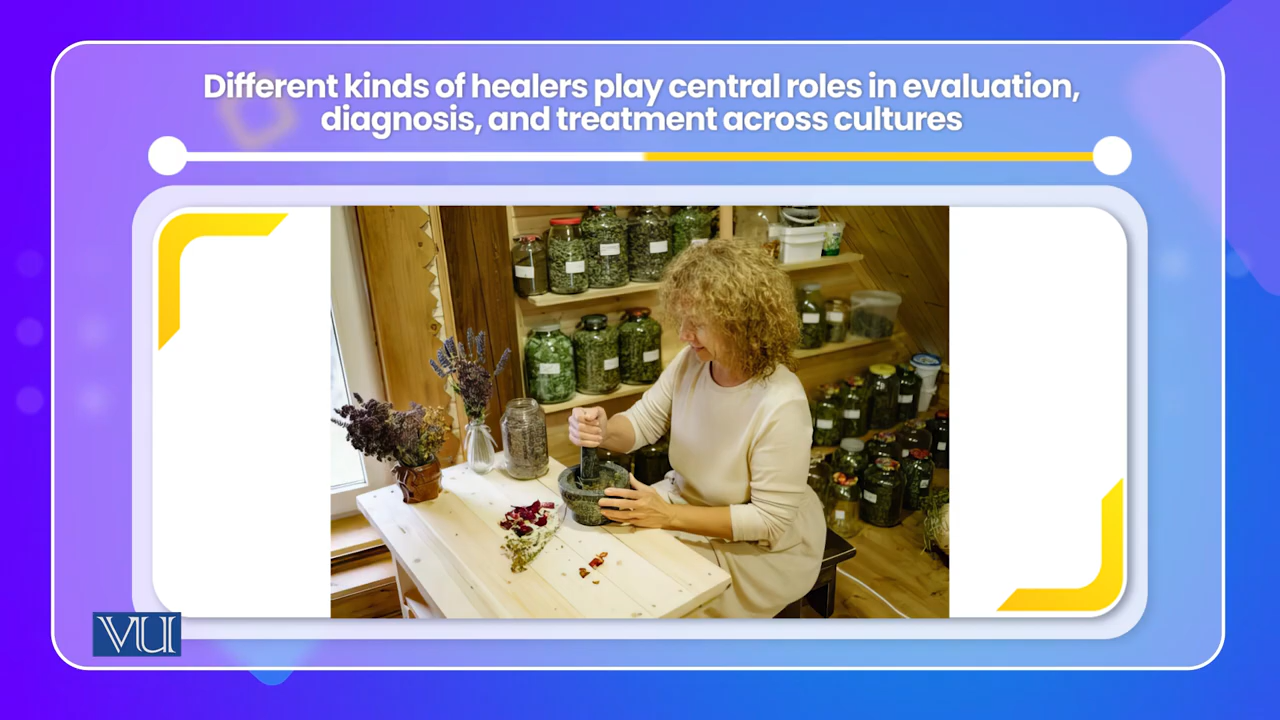 Different kinds of healers play central roles in evaluation,
diagnosis, and treatment across cultures
VU